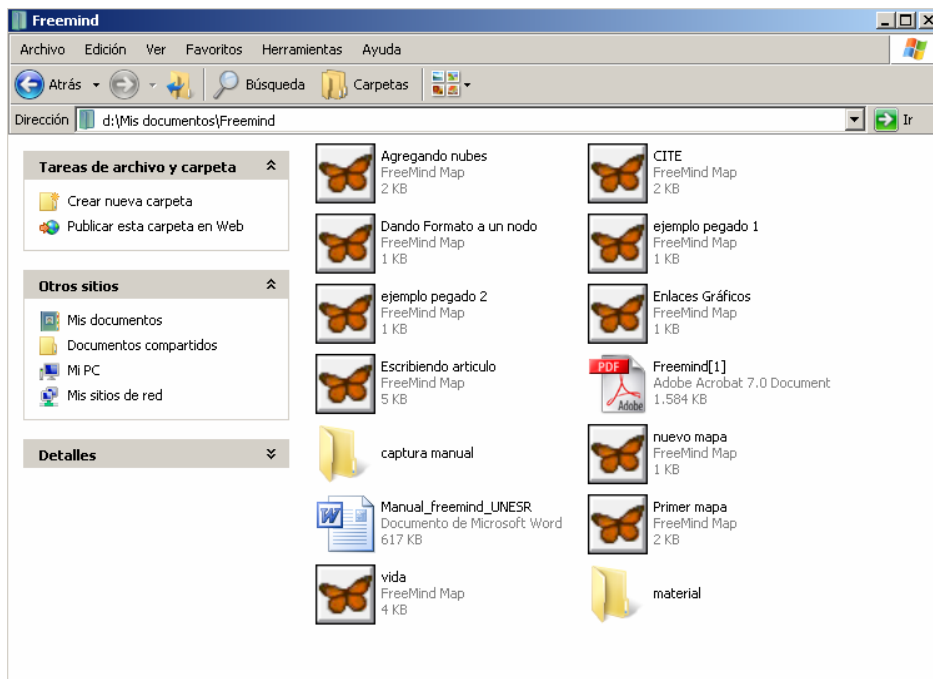 Freemind
Archivo Edición Ver Favoritos Herramientas Ayuda
Atrás Búsqueda Carpetas
Dirección d:\Mis documentos\Freemind Ir
Tareas de archivo y carpeta
Crear nueva carpeta
Publicar esta carpeta en Web
Otros sitios
Mis documentos
Documentos compartidos
Mi PC
Mis sitios de red
Detalles
Agregando nubes
FreeMind Map
2 KB
CITE
FreeMind Map
2 KB
Dando Formato a un nodo
FreeMind Map
1 KB
ejemplo pegado 1
FreeMind Map
1 KB
ejemplo pegado 2
FreeMind Map
1 KB
Enlaces Gráficos
FreeMind Map
1 KB
Escribiendo articulo
FreeMind Map
5 KB
PDF
Adobe
Freemind[1]
Adobe Acrobat 7.0 Document
1.584 KB
captura manual
nuevo mapa
FreeMind Map
1 KB
W
Manual_freemind_UNESR
Documento de Microsoft Word
617 KB
Primer mapa
FreeMind Map
2 KB
vida
FreeMind Map
4 KB
material